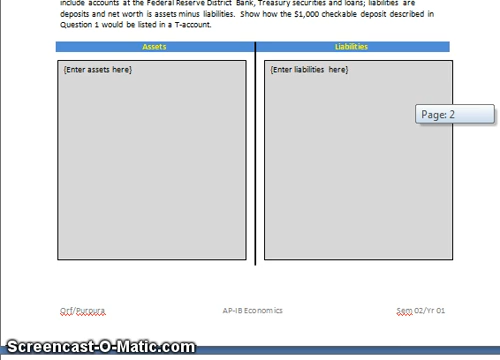 include accounts at the Federal Reserve District Bank, Treasury securities and loans; liabilities are
deposits and net worth is assets minus liabilities. Show how the $1,000 checkable deposit described in
Question 1 would be listed in a T-account.
Assets Liabilities
{Enter assets here} {Enter liabilities here}
Page: 2
Orf/Purpura AP-IB Economics Sem 02/Yr 01
Screencast-O-Matic.com